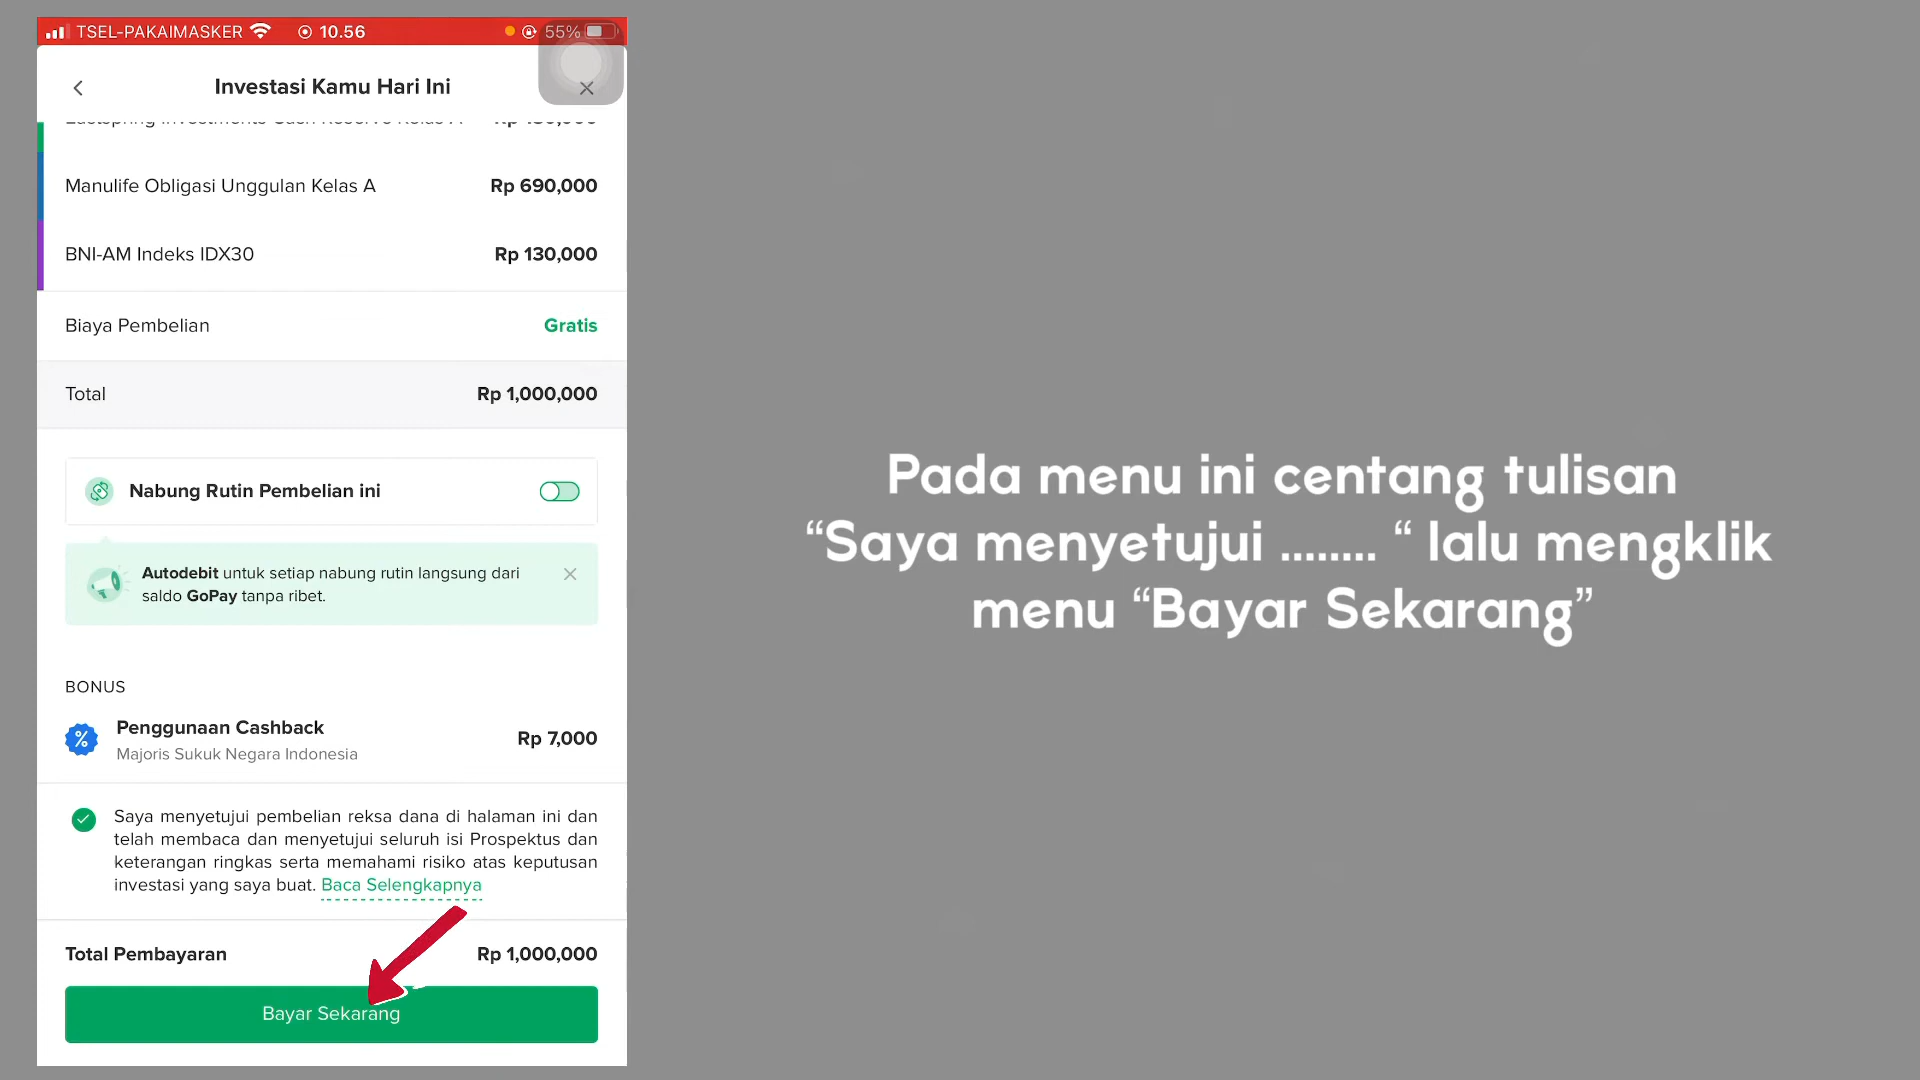 TSEL-PAKAIMASKER 10.56 55%
Investasi Kamu Hari Ini
Eastspring Investments Cash Reserve Kelas A
Manulife Obligasi Unggulan Kelas A Rp 690,000
BNI-AM Indeks IDX30 Rp 130,000
Biaya Pembelian Gratis
Total Rp 1,000,000
Nabung Rutin Pembelian ini
Autodebit untuk setiap nabung rutin langsung dari
saldo GoPay tanpa ribet.
BONUS
Penggunaan Cashback
Rp 7,000
Majoris Sukuk Negara Indonesia
Saya menyetujui pembelian reksa dana di halaman ini dan
telah membaca dan menyetujui seluruh isi Prospektus dan
keterangan ringkas serta memahami risiko atas keputusan
investasi yang saya buat. Baca Selengkapnya
Total Pembayaran Rp 1,000,000
Bayar Sekarang
Pada menu ini centang tulisan
“Saya menyetujui ........ “ lalu mengklik
menu “Bayar Sekarang”